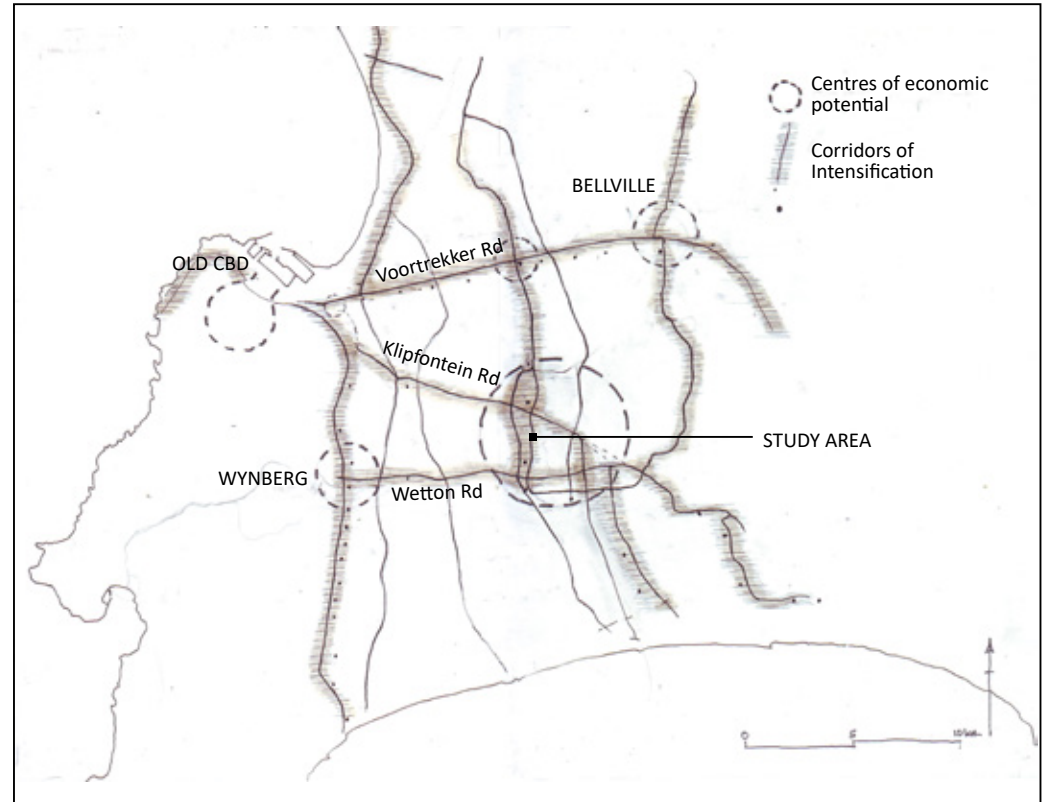 Centres of economic
potential
Corridors of
Intensification
BELLVILLE
OLD CBD
Voortrekker Rd
Klipfontein Rd
STUDY AREA
WYNBERG
Wetton Rd
0 5 10km